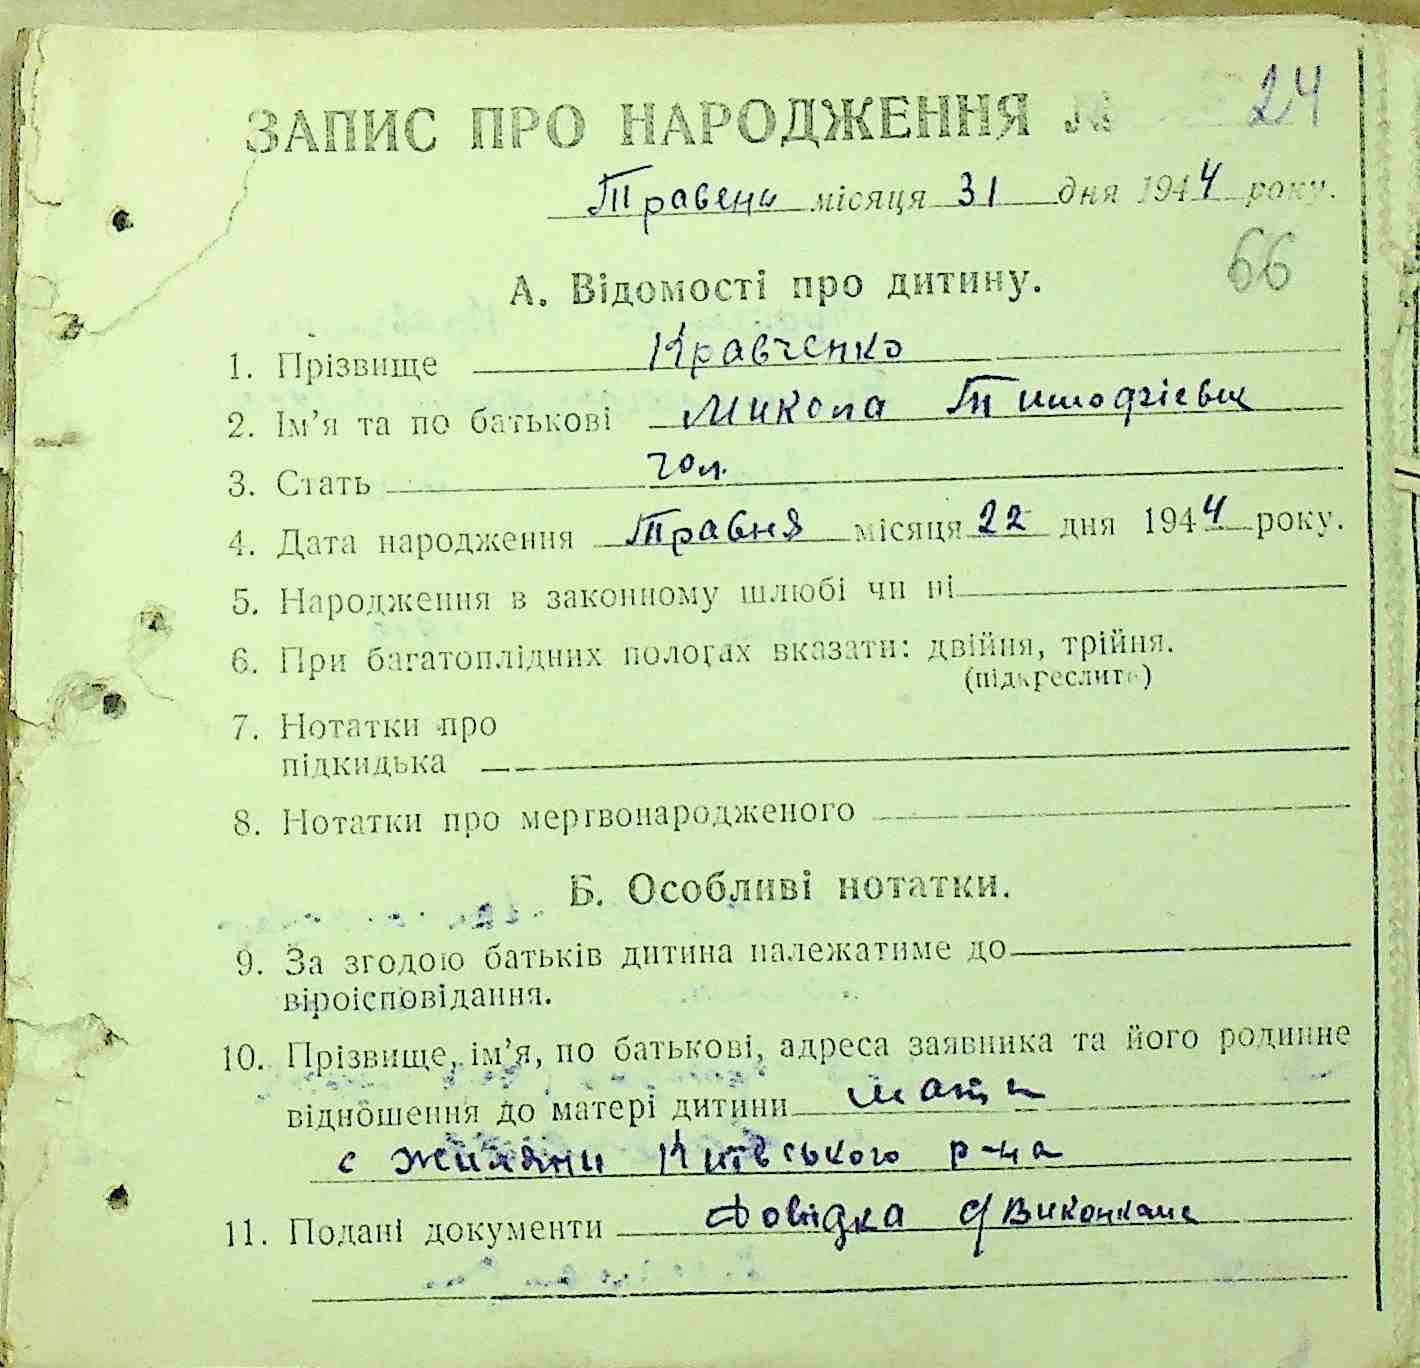 ЗАПИС ПРО НАРОДЖЕННЯ № 24
Травень місяця 31 дня 1944 року.
66
А. Відомості про дитину.
1. Прізвище Кравченко
2. Ім'я та по батькові Микола Тимофієвич
3. Стать чол.
4. Дата народження Травня місяця 22 дня 1944 року.
5. Народження в законному шлюбі чи ні
6. При багатоплідних пологах вказати: двійня, трійня.
(підкреслити)
7. Нотатки про
підкидька
8. Нотатки про мертвонародженого
Б. Особливі нотатки.
9. За згодою батьків дитина належатиме до
віроісповідання.
10. Прізвище, ім'я, по батькові, адреса заявника та його родинне
відношення до матері дитини мати
с Жиляни Київського р-на
11. Подані документи Довідка с/Виконкома